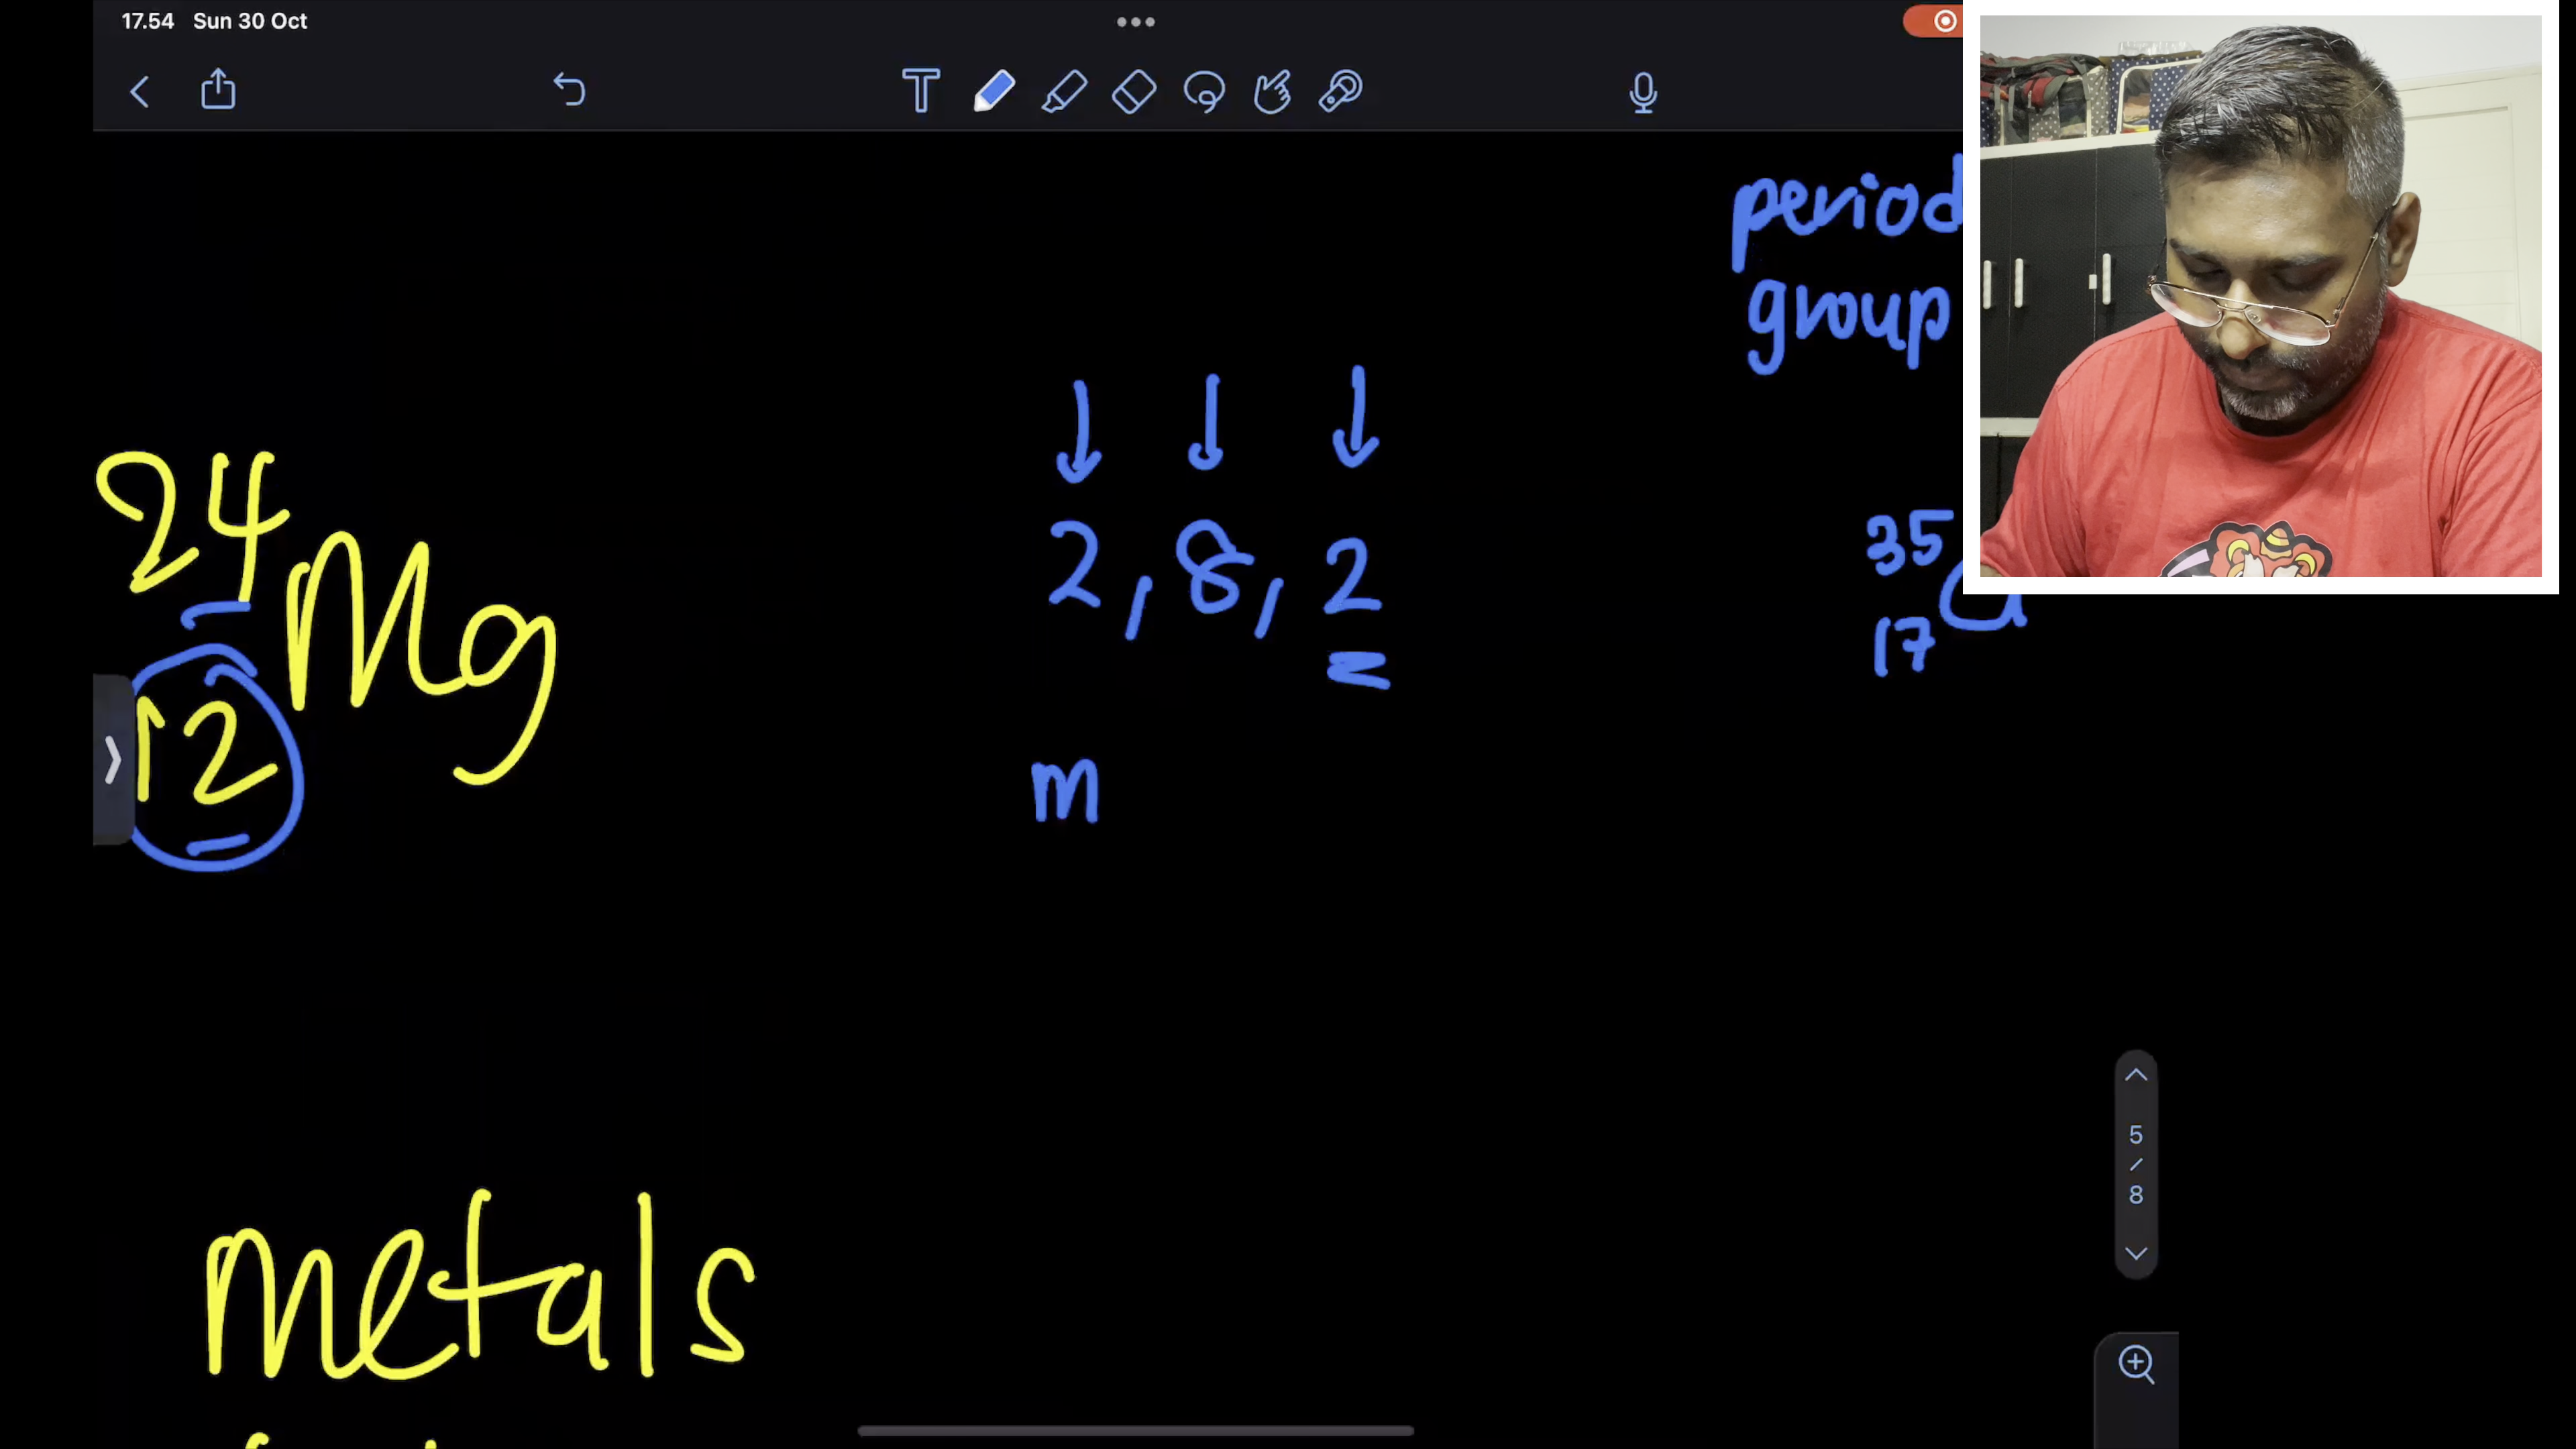 17.54 Sun 30 Oct
T
period
group
24
Mg
12
2, 8, 2
35
17
m
5
/
8
metals